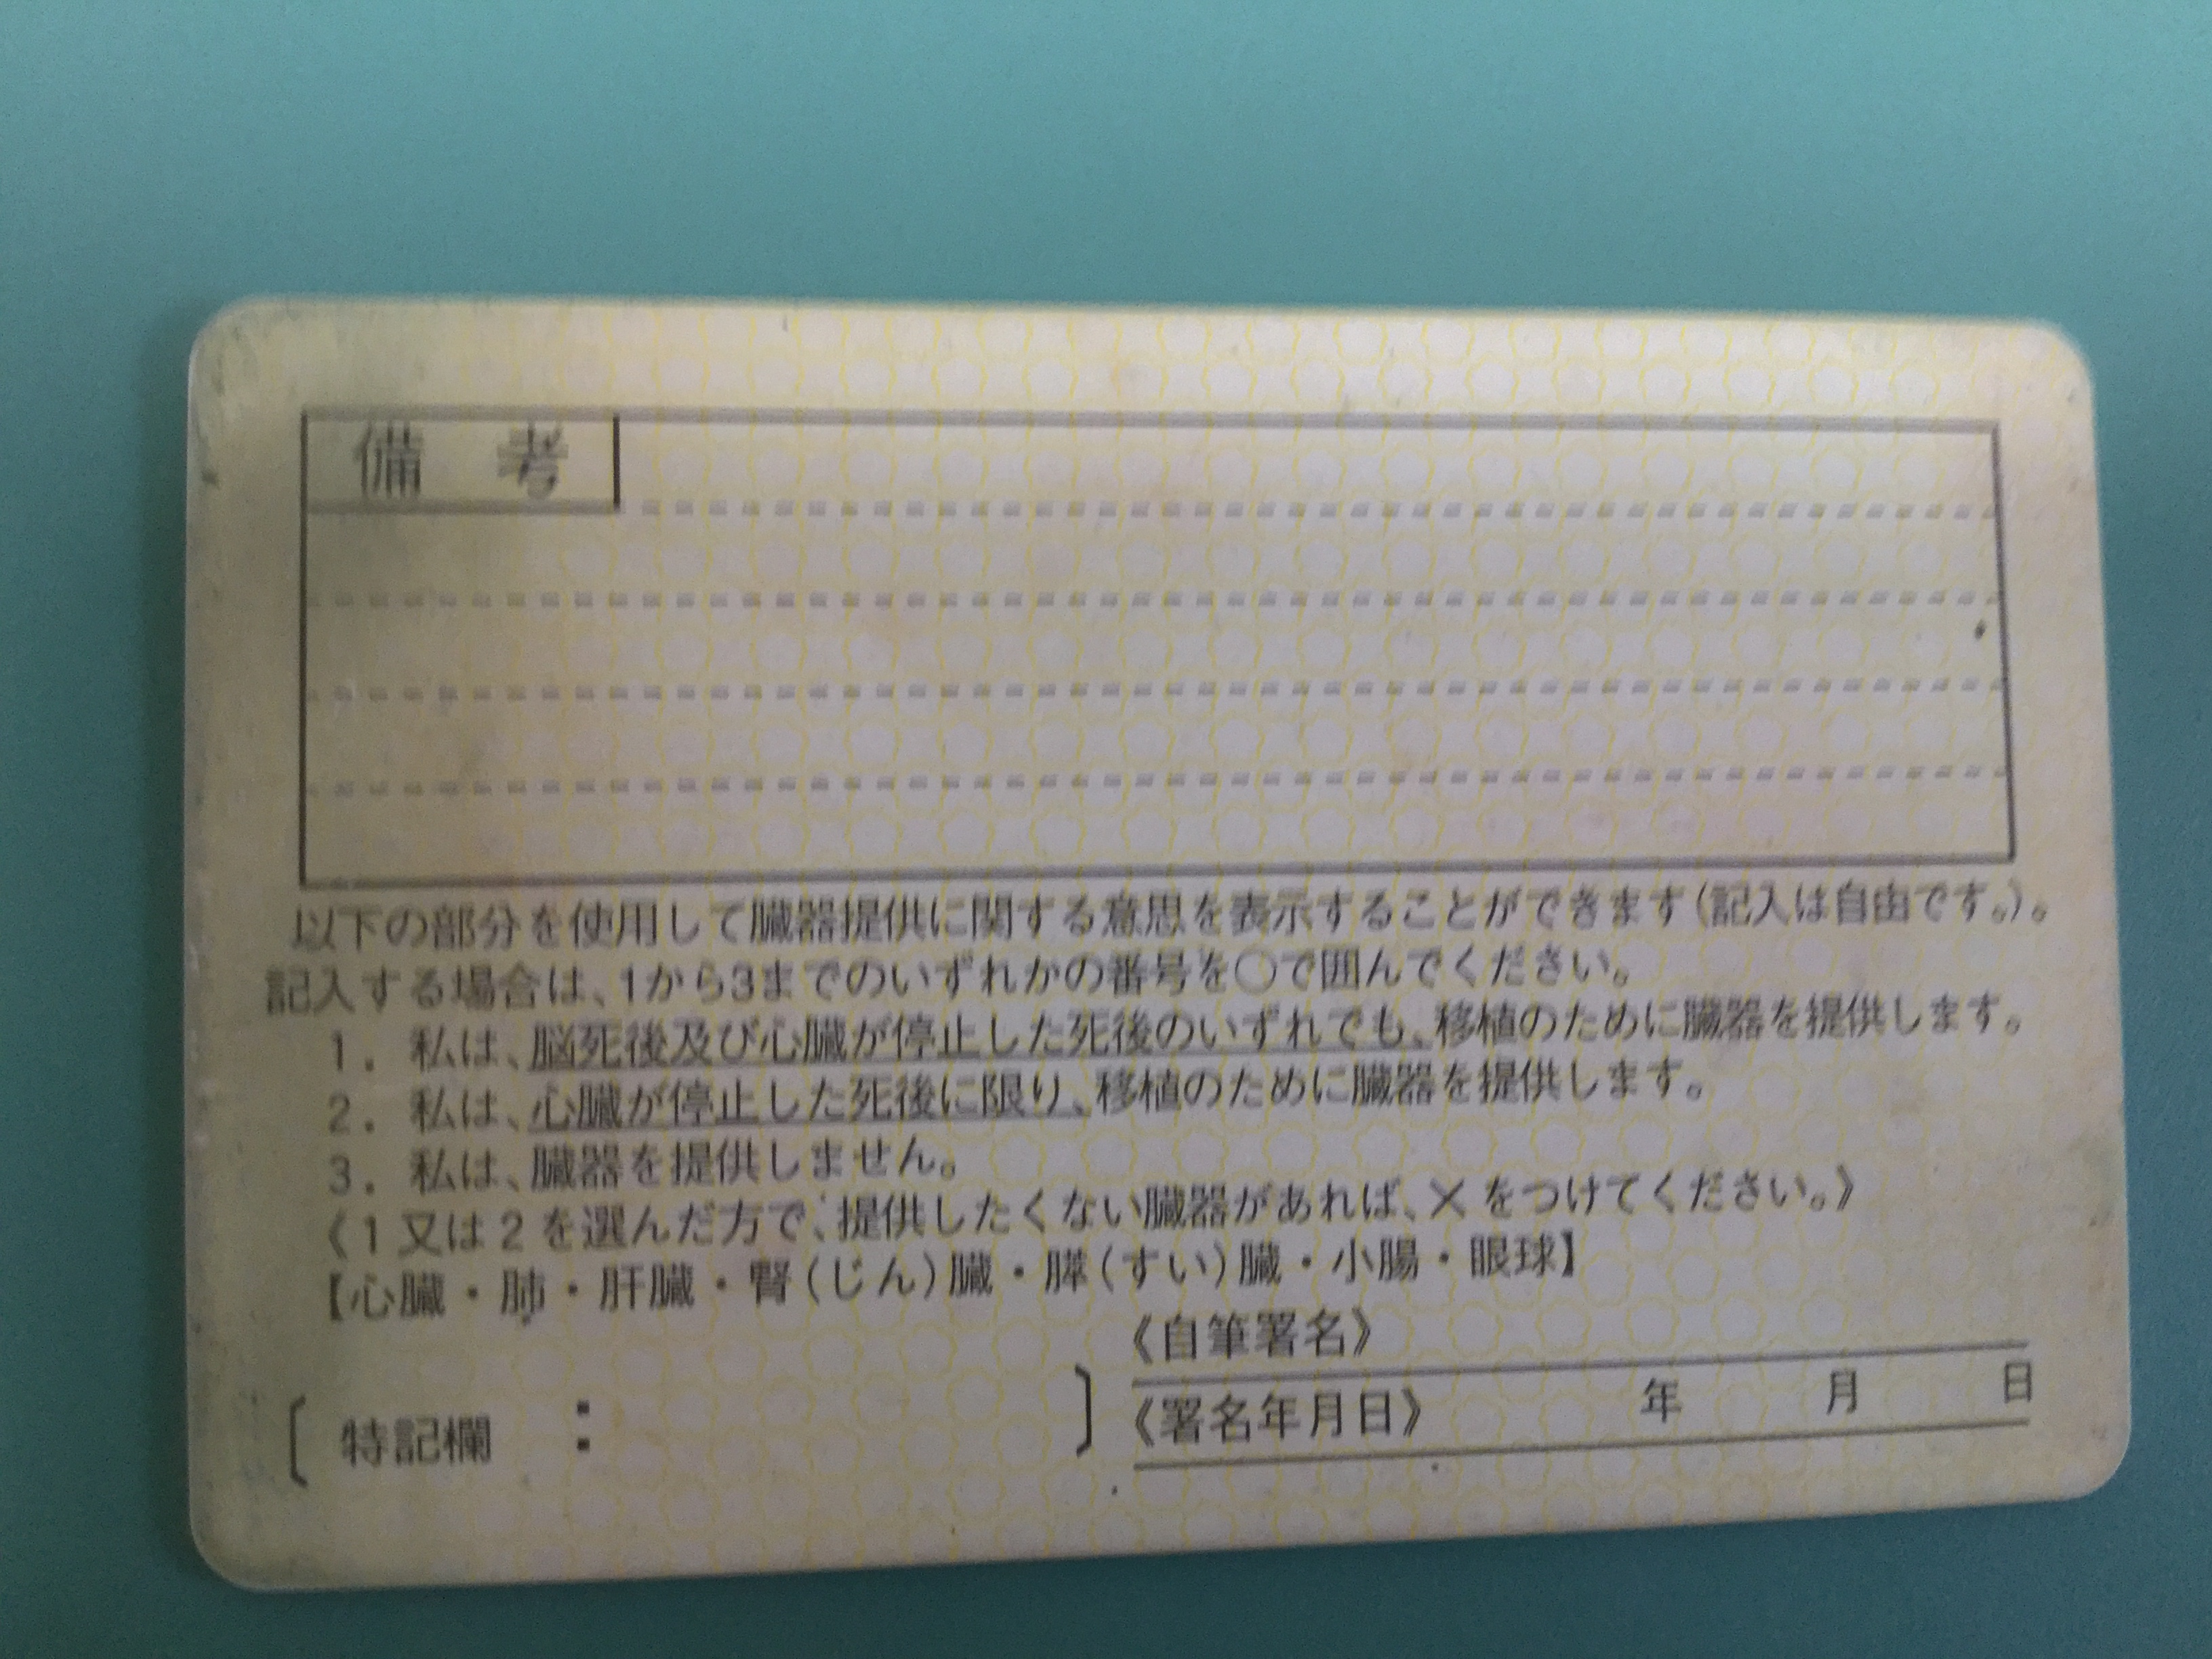 備 考
以下の部分を使用して臓器提供に関する意思を表示することができます(記入は自由です。)。
記入する場合は、1から3までのいずれかの番号を○で囲んでください。
1. 私は、脳死後及び心臓が停止した死後のいずれでも、移植のために臓器を提供します。
2. 私は、心臓が停止した死後に限り、移植のために臓器を提供します。
3. 私は、臓器を提供しません。
《1又は2を選んだ方で、提供したくない臓器があれば、×をつけてください。》
【心臓・肺・肝臓・腎(じん)臓・膵(すい)臓・小腸・眼球】
《自筆署名》
〔特記欄 : 〕
《署名年月日》 年 月 日